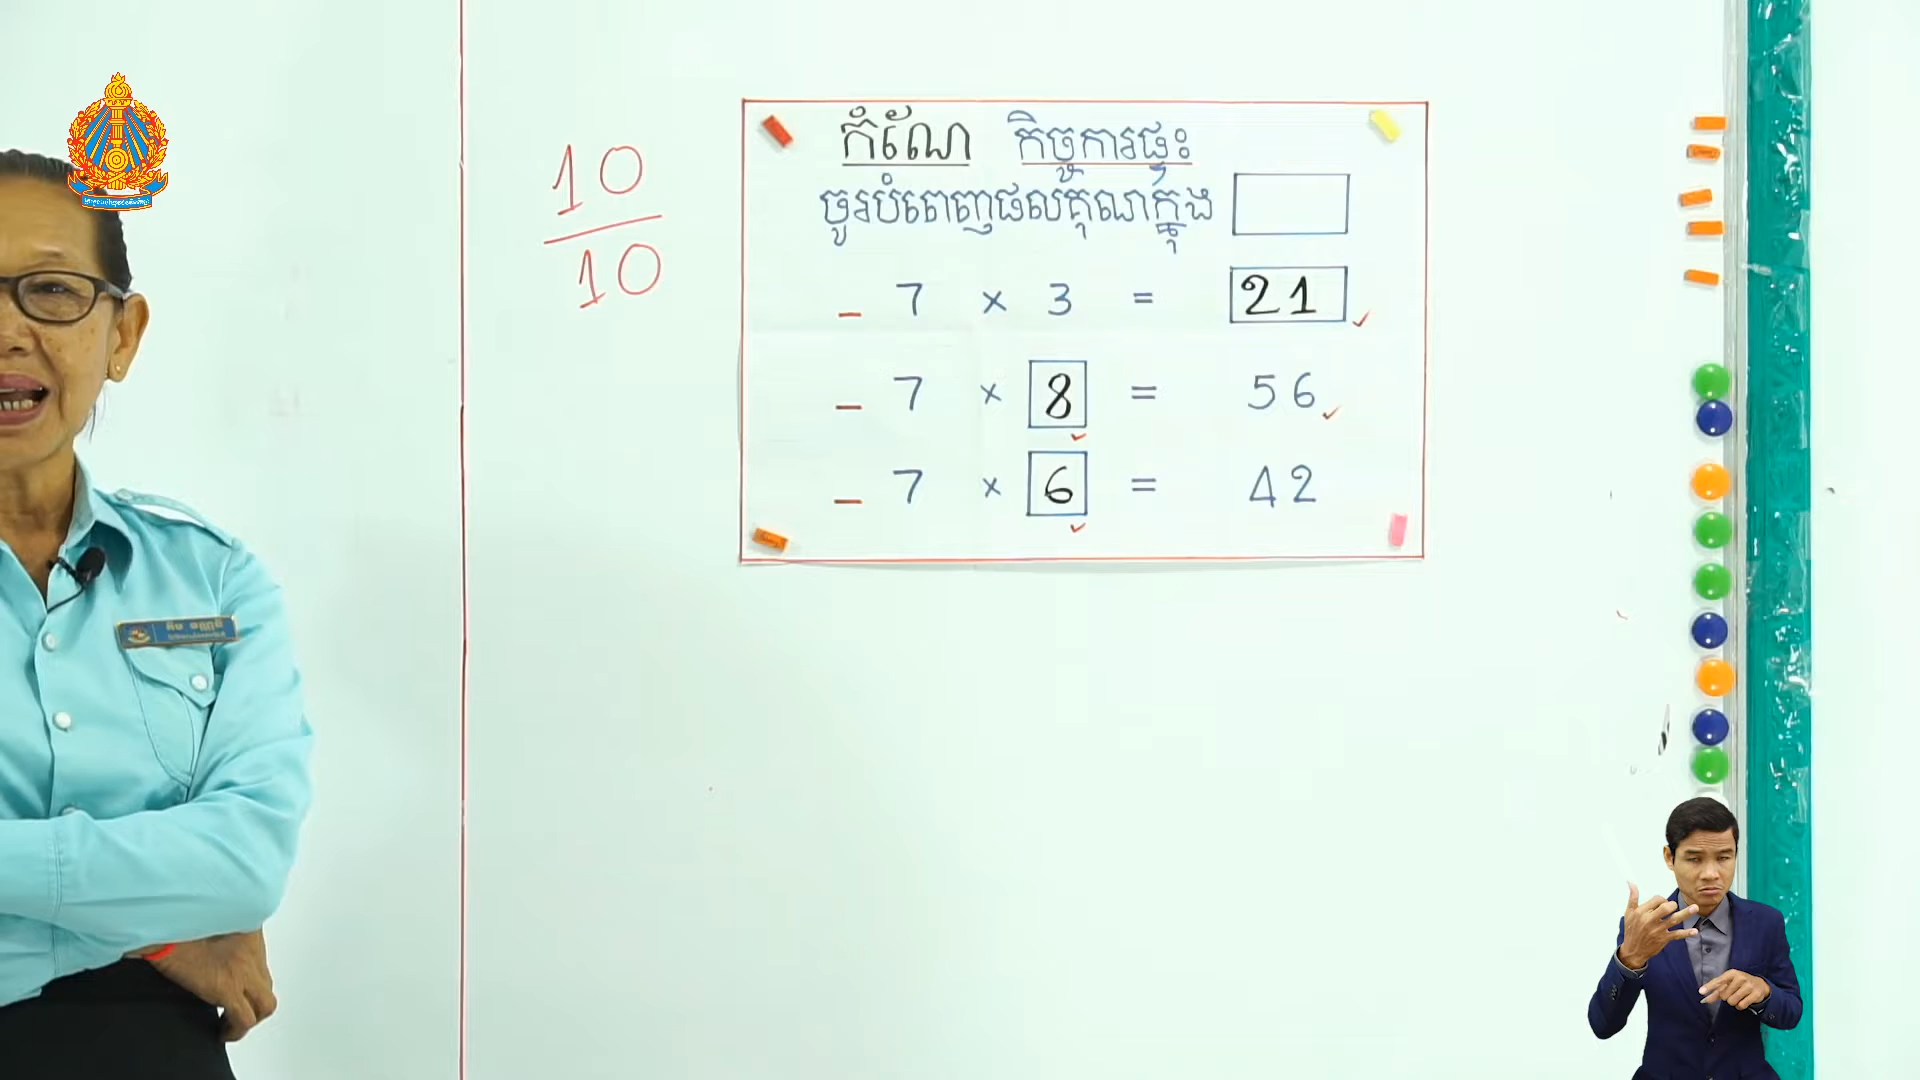 10
10
កំណែ កិច្ចការផ្ទះ
ចូរបំពេញផលគុណក្នុង
– 7 × 3 = 21
– 7 × 8 = 56
– 7 × 6 = 42